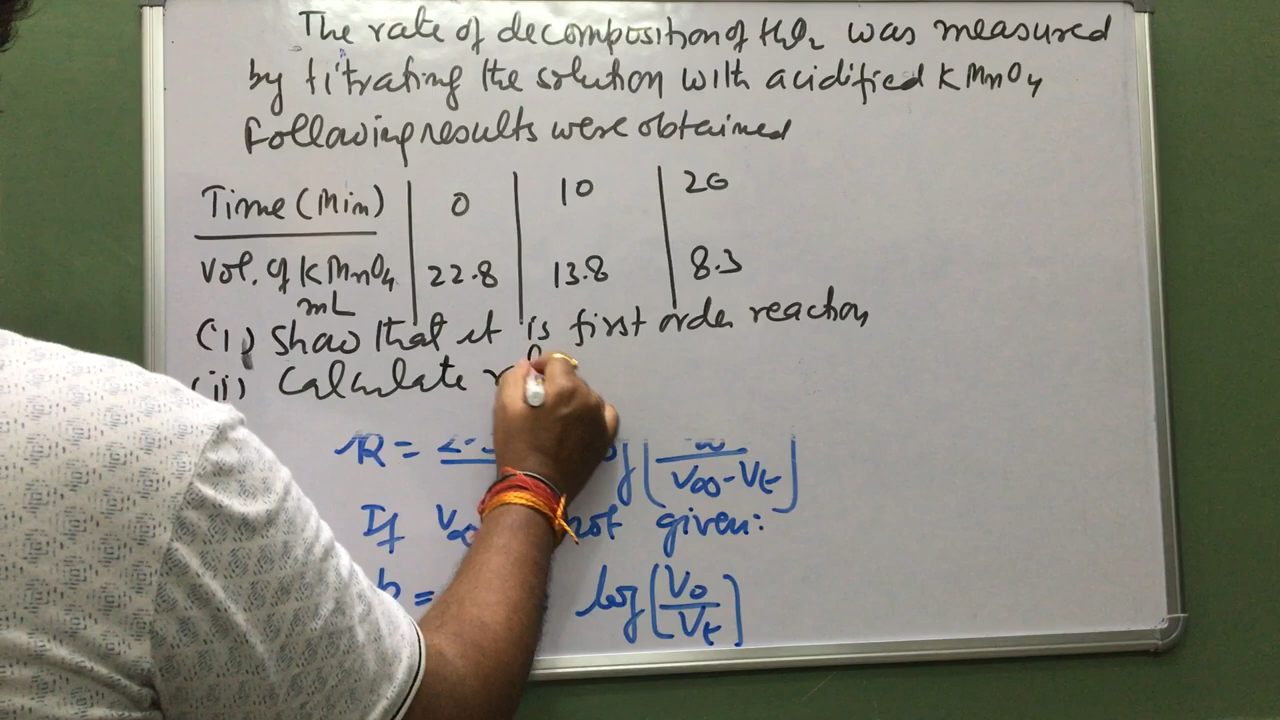 The rate of decomposition of H2O2 was measured
by titrating the solution with acidified KMnO4
Following results were obtained
Time (Min) 0 10 20
Vol. of KMnO4 22.8 13.8 8.3
mL
(i) Show that it is first order reaction
(ii) Calculate
R = (∞ / V∞ - Vt)
If V∞ not given:
= log [V0 / Vt]